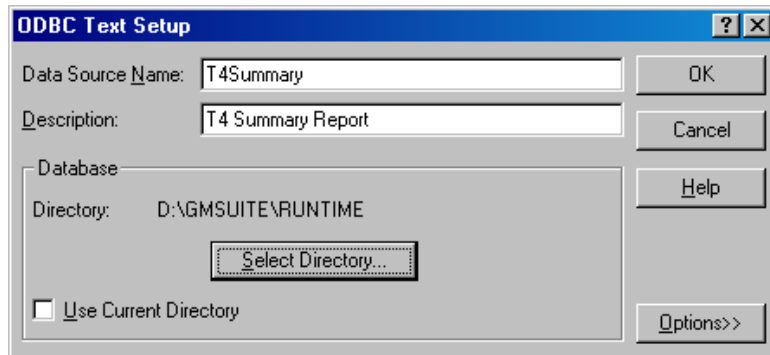 ODBC Text Setup
Data Source Name: T4Summary
OK
Description: T4 Summary Report
Cancel
Database
Help
Directory: D:\GMSUITE\RUNTIME
Select Directory...
Use Current Directory
Options>>